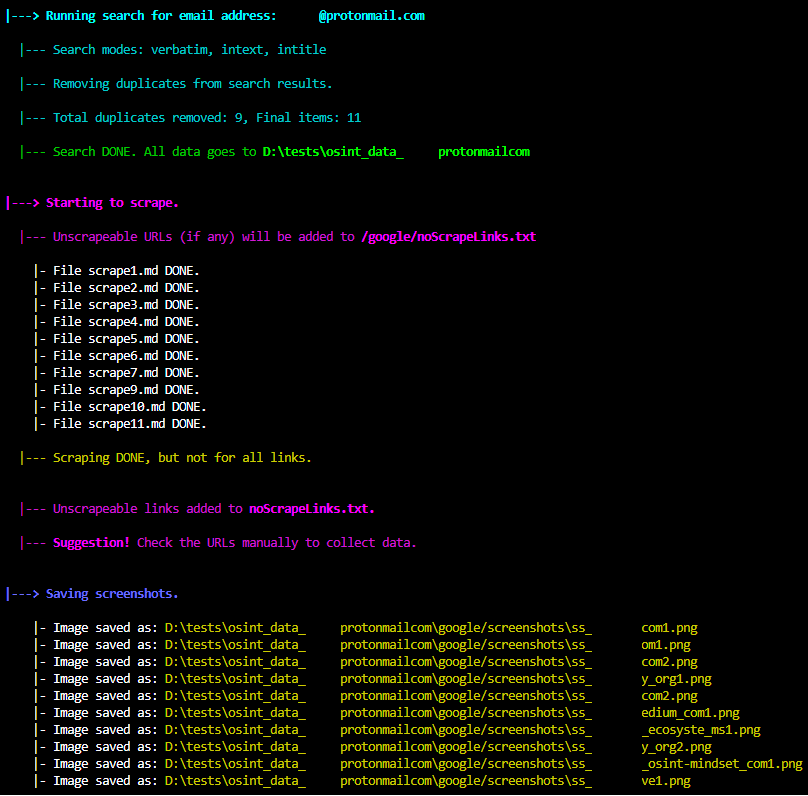 |---> Running search for email address: @protonmail.com
|--- Search modes: verbatim, intext, intitle
|--- Removing duplicates from search results.
|--- Total duplicates removed: 9, Final items: 11
|--- Search DONE. All data goes to D:\tests\osint_data_ protonmailcom
|---> Starting to scrape.
|--- Unscrapeable URLs (if any) will be added to /google/noScrapeLinks.txt
|- File scrape1.md DONE.
|- File scrape2.md DONE.
|- File scrape3.md DONE.
|- File scrape4.md DONE.
|- File scrape5.md DONE.
|- File scrape6.md DONE.
|- File scrape7.md DONE.
|- File scrape9.md DONE.
|- File scrape10.md DONE.
|- File scrape11.md DONE.
|--- Scraping DONE, but not for all links.
|--- Unscrapeable links added to noScrapeLinks.txt.
|--- Suggestion! Check the URLs manually to collect data.
|---> Saving screenshots.
|- Image saved as: D:\tests\osint_data_ protonmailcom\google/screenshots\ss_ com1.png
|- Image saved as: D:\tests\osint_data_ protonmailcom\google/screenshots\ss_ om1.png
|- Image saved as: D:\tests\osint_data_ protonmailcom\google/screenshots\ss_ com2.png
|- Image saved as: D:\tests\osint_data_ protonmailcom\google/screenshots\ss_ y_org1.png
|- Image saved as: D:\tests\osint_data_ protonmailcom\google/screenshots\ss_ com2.png
|- Image saved as: D:\tests\osint_data_ protonmailcom\google/screenshots\ss_ edium_com1.png
|- Image saved as: D:\tests\osint_data_ protonmailcom\google/screenshots\ss_ _ecosyste_ms1.png
|- Image saved as: D:\tests\osint_data_ protonmailcom\google/screenshots\ss_ y_org2.png
|- Image saved as: D:\tests\osint_data_ protonmailcom\google/screenshots\ss_ _osint-mindset_com1.png
|- Image saved as: D:\tests\osint_data_ protonmailcom\google/screenshots\ss_ ve1.png